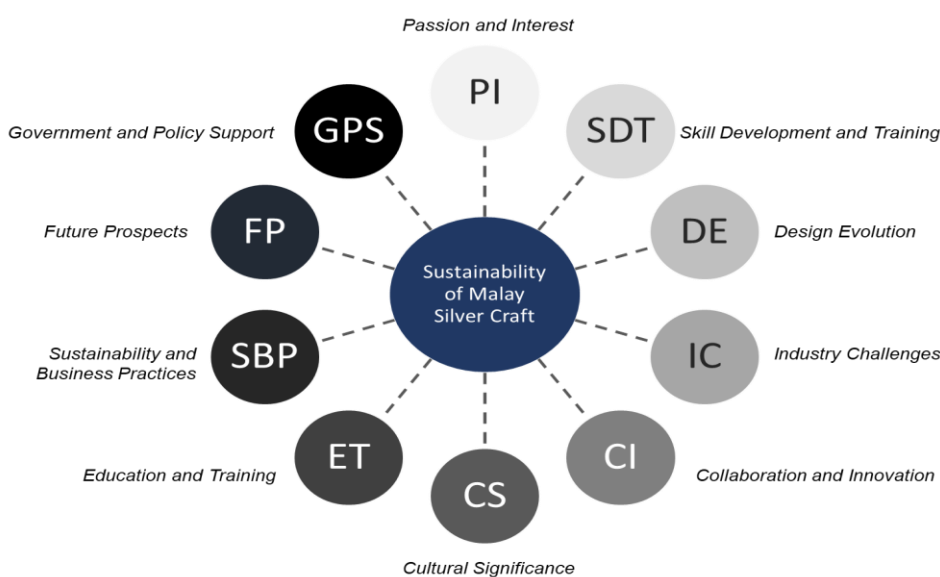 Passion and Interest
PI
GPS
Government and Policy Support
SDT
Skill Development and Training
FP
Future Prospects
DE
Design Evolution
Sustainability
of Malay
Silver Craft
SBP
Sustainability and
Business Practices
IC
Industry Challenges
ET
Education and Training
CI
Collaboration and Innovation
CS
Cultural Significance